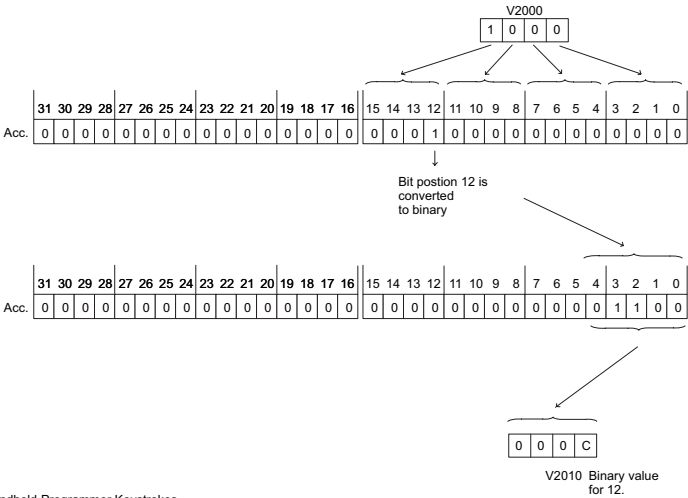 V2000
1 0 0 0
31 30 29 28 27 26 25 24 23 22 21 20 19 18 17 16 15 14 13 12 11 10 9 8 7 6 5 4 3 2 1 0
Acc. 0 0 0 0 0 0 0 0 0 0 0 0 0 0 0 0 0 0 0 1 0 0 0 0 0 0 0 0 0 0 0 0
Bit postion 12 is
converted
to binary
31 30 29 28 27 26 25 24 23 22 21 20 19 18 17 16 15 14 13 12 11 10 9 8 7 6 5 4 3 2 1 0
Acc. 0 0 0 0 0 0 0 0 0 0 0 0 0 0 0 0 0 0 0 0 0 0 0 0 0 0 0 0 1 1 0 0
0 0 0 C
V2010 Binary value
for 12.